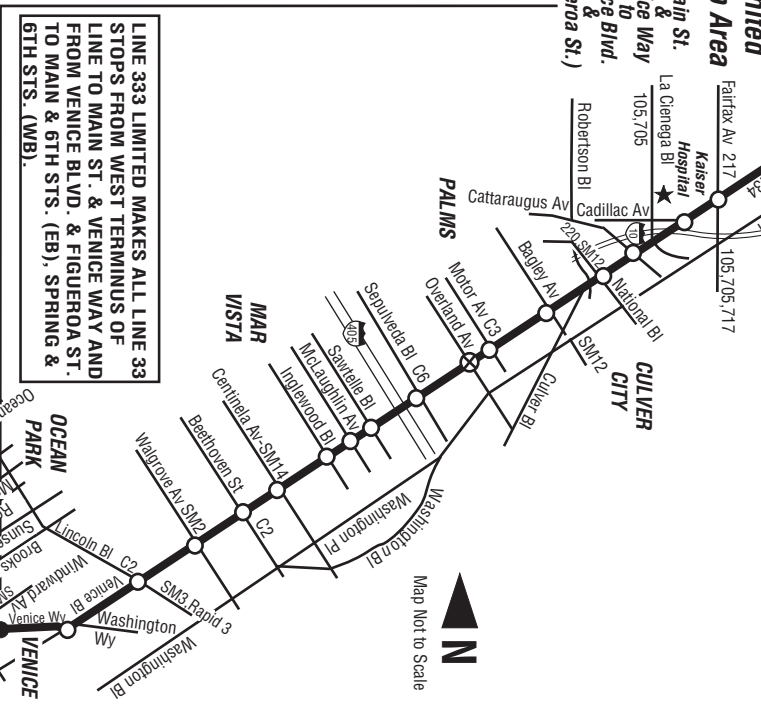 LINE 333 LIMITED MAKES ALL LINE 33
STOPS FROM WEST TERMINUS OF
LINE TO MAIN ST. & VENICE WAY AND
FROM VENICE BLVD. & FIGUEROA ST.
TO MAIN & 6TH STS. (EB), SPRING &
6TH STS. (WB).
Area
ain St.
&
ce Way
to
ce Blvd.
&
eroa St.)
Fairfax Av 217
105,705,717
Kaiser
Hospital
La Cienega Bl
105,705
Robertson Bl
Cadillac Av
Cattaraugus Av
10
220,SM12
National Bl
PALMS
Bagley Av
SM12
CULVER
CITY
Motor Av C3
Overland Av
Culver Bl
Sepulveda Bl C6
405
MAR
VISTA
Sawtelle Bl
McLaughlin Av
Inglewood Bl
Centinela Av-SM14
Washington Pl
Washington Bl
Beethoven St
C2
Walgrove Av SM2
OCEAN
PARK
Lincoln Bl C2
SM3,Rapid 3
Venice Bl
Windward Av
Brooks
Venice Wy
Washington
Wy
Washington Bl
VENICE
N
Map Not to Scale